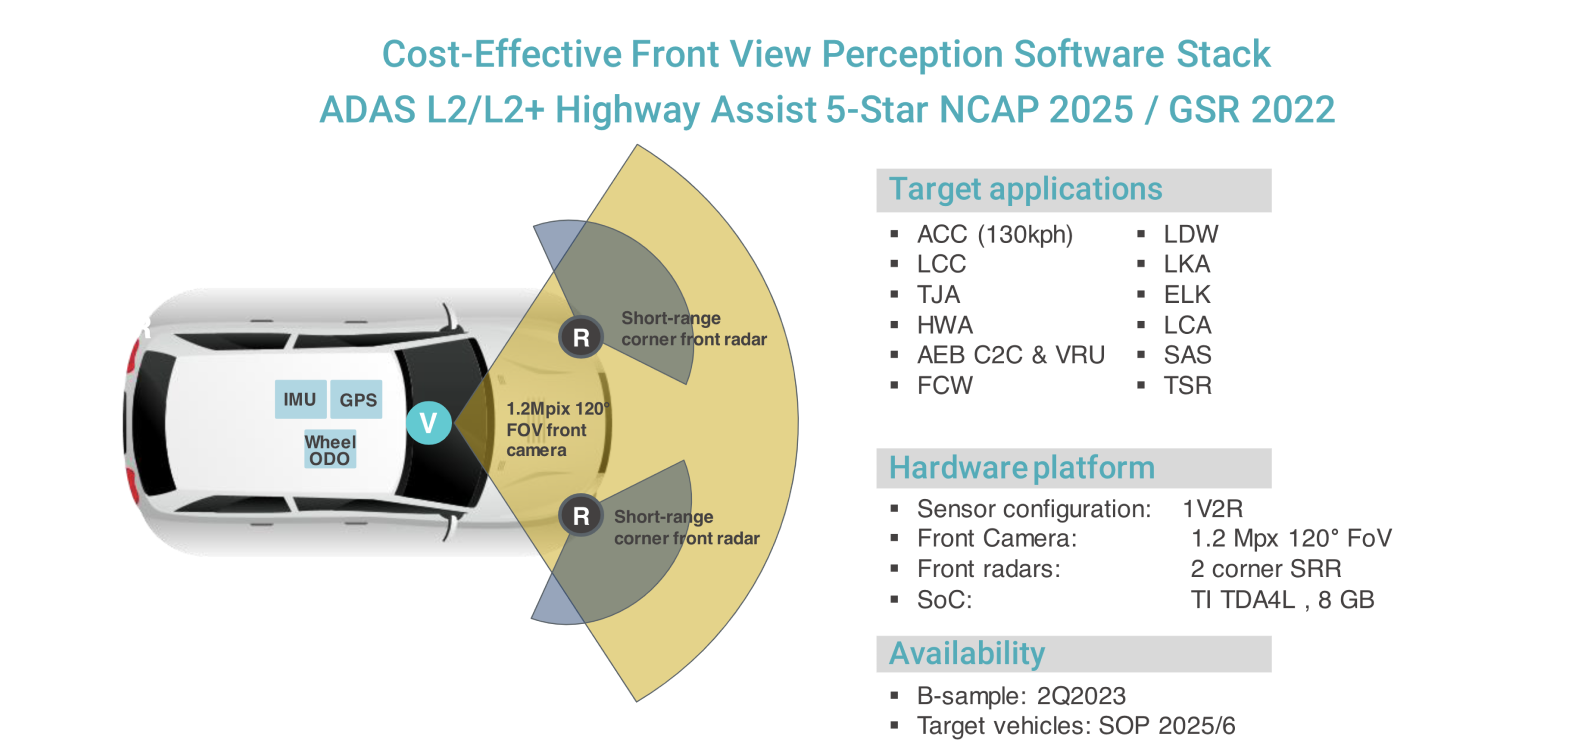 Cost-Effective Front View Perception Software Stack
ADAS L2/L2+ Highway Assist 5-Star NCAP 2025 / GSR 2022
R
IMU
GPS
Wheel
ODO
V
1.2Mpix 120°
FOV front
camera
R
Short-range
corner front radar
R
Short-range
corner front radar
Target applications
▪ ACC (130kph)
▪ LCC
▪ TJA
▪ HWA
▪ AEB C2C & VRU
▪ FCW
▪ LDW
▪ LKA
▪ ELK
▪ LCA
▪ SAS
▪ TSR
Hardware platform
▪ Sensor configuration: 1V2R
▪ Front Camera: 1.2 Mpx 120° FoV
▪ Front radars: 2 corner SRR
▪ SoC: TI TDA4L , 8 GB
Availability
▪ B-sample: 2Q2023
▪ Target vehicles: SOP 2025/6